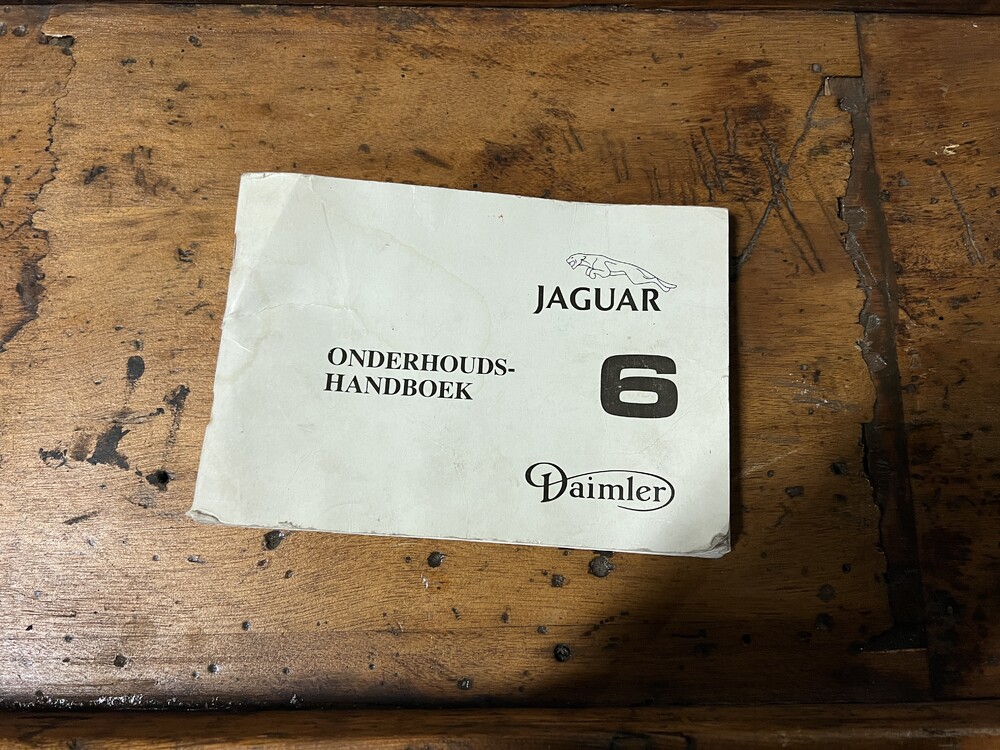 JAGUAR
ONDERHOUDS-
HANDBOEK
6
Daimler